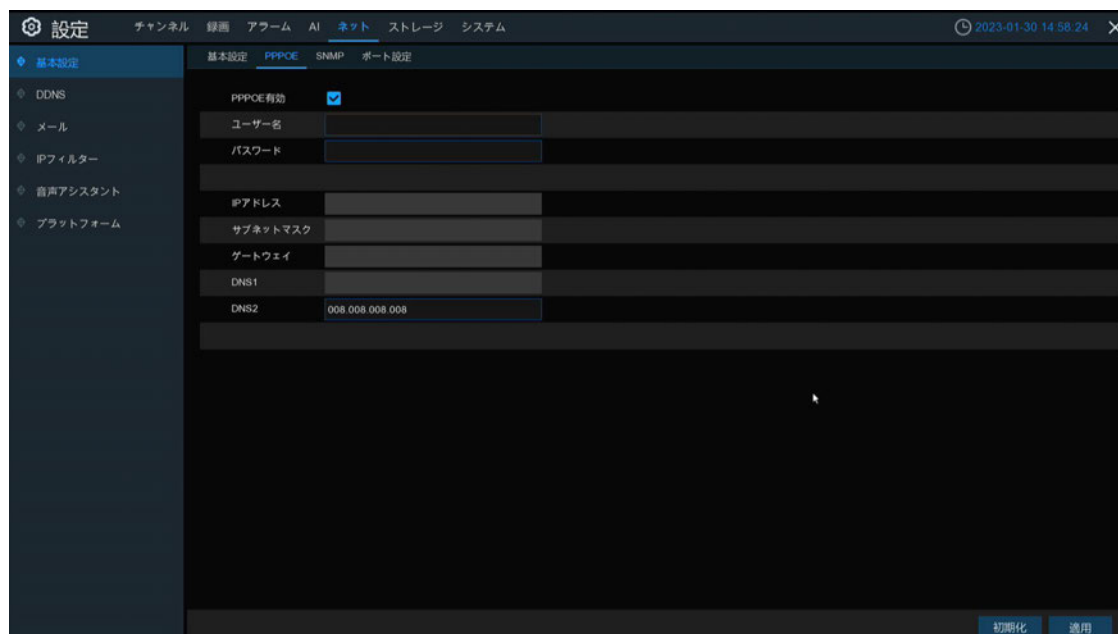 設定 チャンネル 録画 アラーム AI ネット ストレージ システム 2023-01-30 14:58:24
基本設定 PPPOE SNMP ポート設定
基本設定
DDNS
メール
IPフィルター
音声アシスタント
プラットフォーム
PPPOE有効
ユーザー名
パスワード
IPアドレス
サブネットマスク
ゲートウェイ
DNS1
DNS2 008.008.008.008
初期化 適用